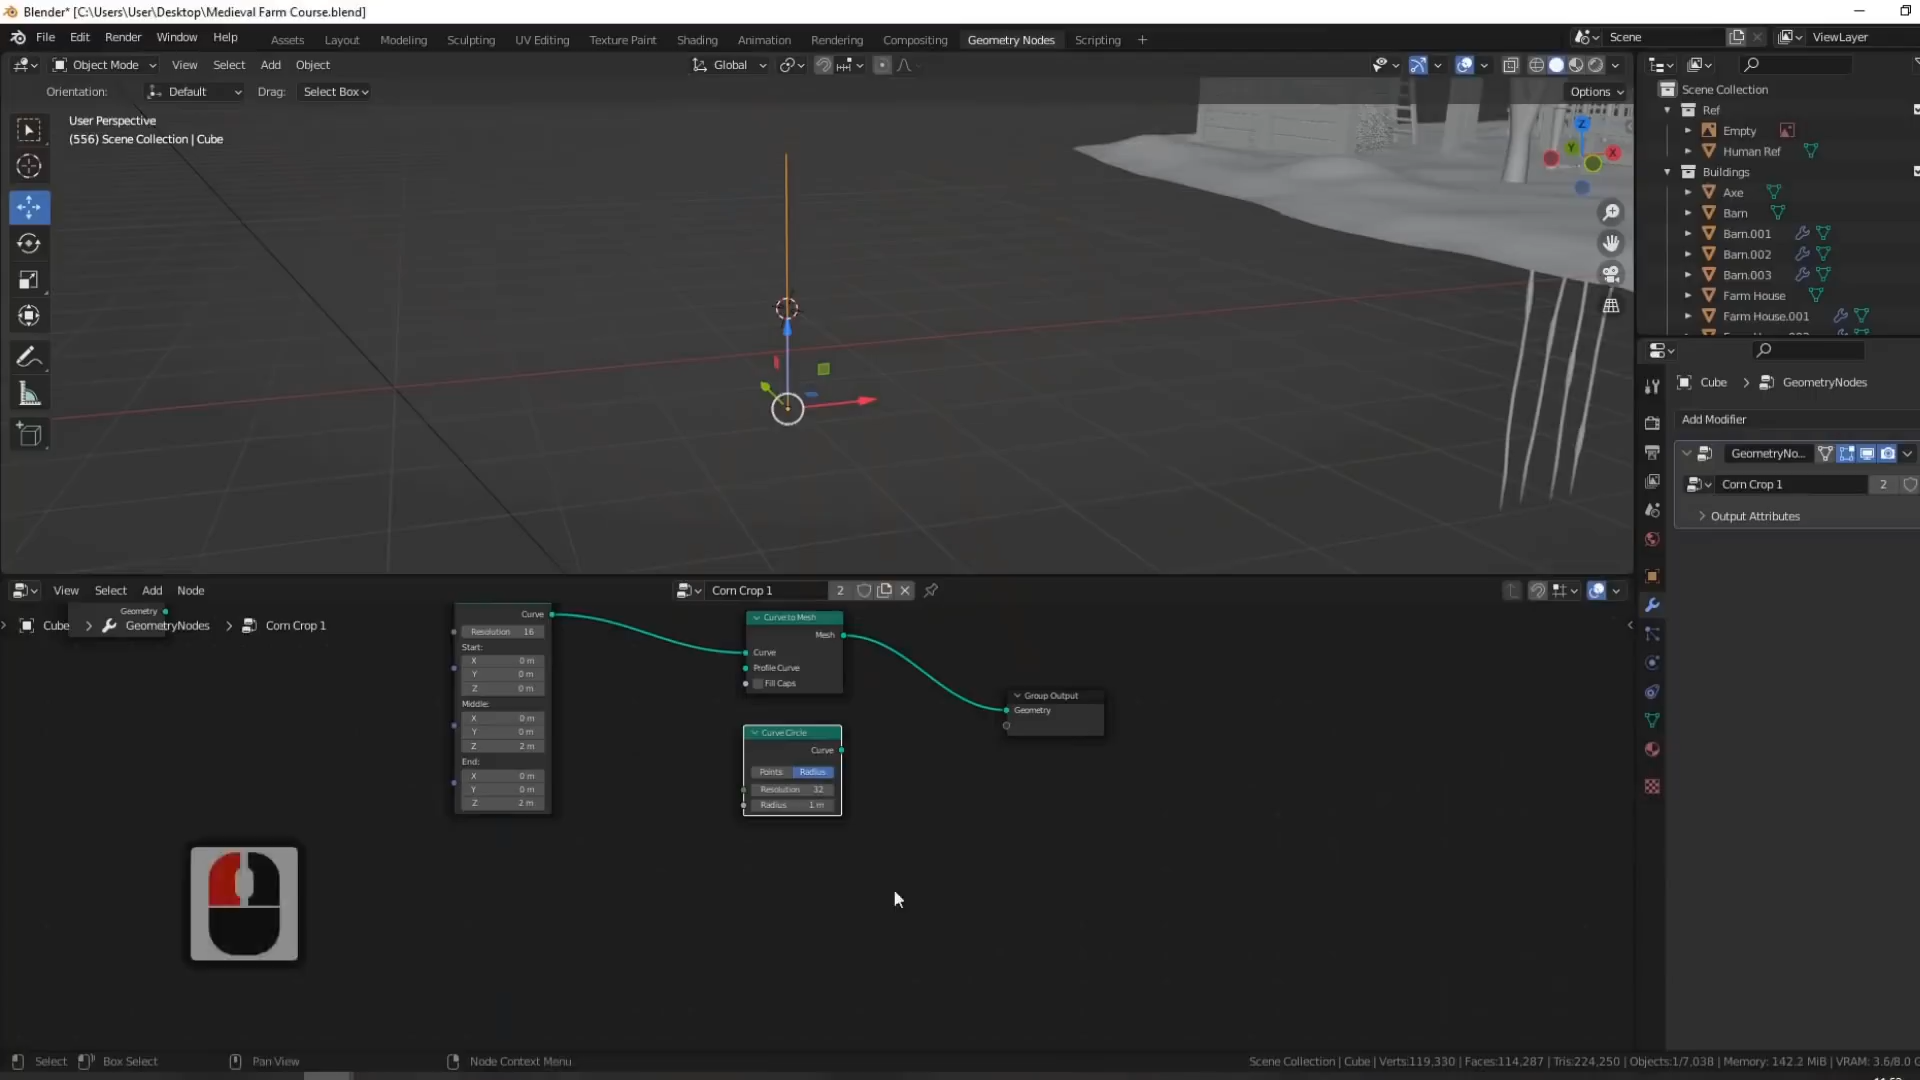 Blender* [C:\Users\User\Desktop\Medieval Farm Course.blend]
File Edit Render Window Help Assets Layout Modeling Sculpting UV Editing Texture Paint Shading Animation Rendering Compositing Geometry Nodes Scripting + Scene ViewLayer
Object Mode View Select Add Object Global
Orientation: Default Drag: Select Box Options
User Perspective
(556) Scene Collection | Cube
Z
Y
X
Scene Collection
Ref
Empty
Human Ref
Buildings
Axe
Barn
Barn.001
Barn.002
Barn.003
Farm House
Farm House.001
Cube > GeometryNodes
Add Modifier
GeometryNo...
Corn Crop 1 2
Output Attributes
View Select Add Node Corn Crop 1 2
Geometry
Cube > GeometryNodes > Corn Crop 1
Curve
Resolution 16
Start:
X 0 m
Y 0 m
Z 0 m
Middle:
X 0 m
Y 0 m
Z 2 m
End:
X 0 m
Y 0 m
Z 2 m
Curve to Mesh
Mesh
Curve
Profile Curve
Fill Caps
Curve Circle
Curve
Points Radius
Resolution 32
Radius 1 m
Group Output
Geometry
Select Box Select Pan View Node Context Menu Scene Collection | Cube | Verts:119,330 | Faces:114,287 | Tris:224,250 | Objects:1/7,038 | Memory: 142.2 MiB | VRAM: 3.6/8.0